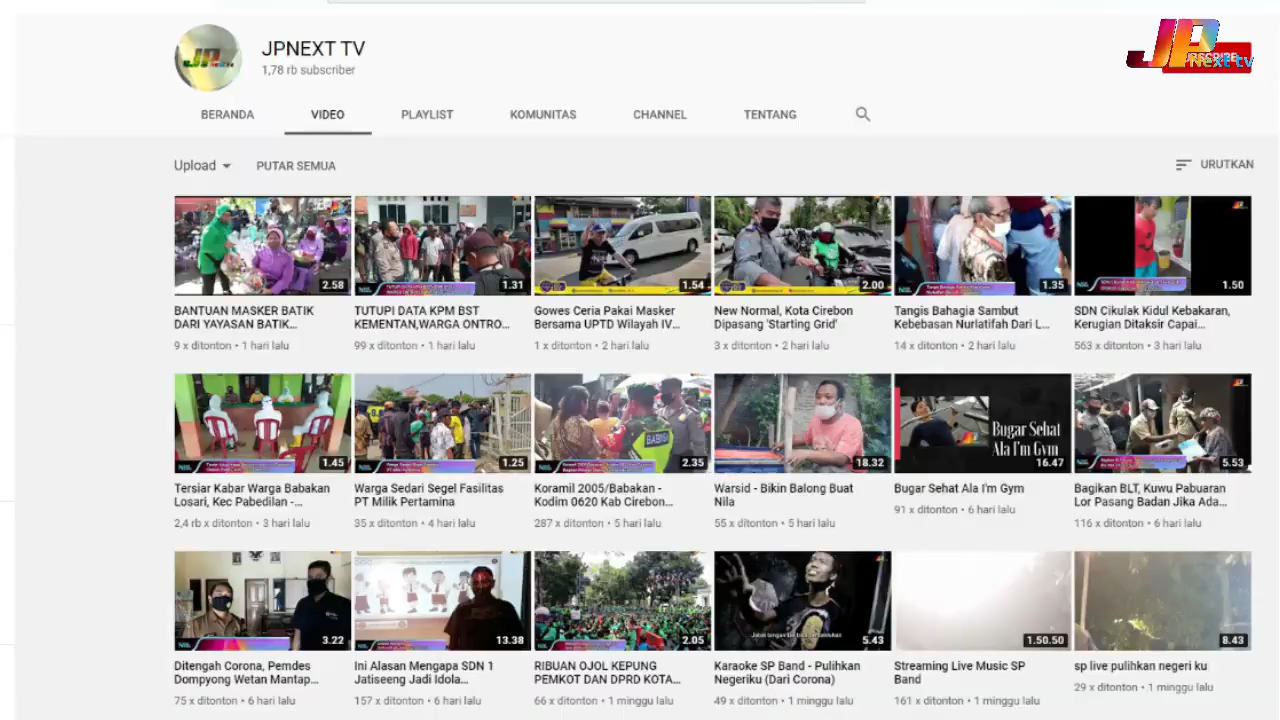 JPNEXT TV
1,78 rb subscriber
JP
Next tv
BERANDA VIDEO PLAYLIST KOMUNITAS CHANNEL TENTANG
Upload PUTAR SEMUA URUTKAN
2.58 1.31 1.54 2.00 1.35 1.50
BANTUAN MASKER BATIK
DARI YAYASAN BATIK...
9 x ditonton • 1 hari lalu
TUTUPI DATA KPM BST
KEMENTAN,WARGA ONTRO...
99 x ditonton • 1 hari lalu
Gowes Ceria Pakai Masker
Bersama UPTD Wilayah IV...
1 x ditonton • 2 hari lalu
New Normal, Kota Cirebon
Dipasang 'Starting Grid'
3 x ditonton • 2 hari lalu
Tangis Bahagia Sambut
Kebebasan Nurlatifah Dari L...
14 x ditonton • 2 hari lalu
SDN Cikulak Kidul Kebakaran,
Kerugian Ditaksir Capai...
563 x ditonton • 3 hari lalu
BABINSI
Bugar Sehat
Ala I'm Gym
1.45 1.25 2.35 18.32 16.47 5.53
Tersiar Kabar Warga Babakan
Losari, Kec Pabedilan -...
2,4 rb x ditonton • 3 hari lalu
Warga Sedari Segel Fasilitas
PT Milik Pertamina
35 x ditonton • 4 hari lalu
Koramil 2005/Babakan -
Kodim 0620 Kab Cirebon...
287 x ditonton • 5 hari lalu
Warsid - Bikin Balong Buat
Nila
55 x ditonton • 5 hari lalu
Bugar Sehat Ala I'm Gym
91 x ditonton • 6 hari lalu
Bagikan BLT, Kuwu Pabuaran
Lor Pasang Badan Jika Ada...
116 x ditonton • 6 hari lalu
3.22 13.38 2.05 5.43 1.50.50 8.43
Ditengah Corona, Pemdes
Dompyong Wetan Mantap...
75 x ditonton • 6 hari lalu
Ini Alasan Mengapa SDN 1
Jatiseeng Jadi Idola...
157 x ditonton • 6 hari lalu
RIBUAN OJOL KEPUNG
PEMKOT DAN DPRD KOTA...
66 x ditonton • 1 minggu lalu
Karaoke SP Band - Pulihkan
Negeriku (Dari Corona)
49 x ditonton • 1 minggu lalu
Streaming Live Music SP
Band
161 x ditonton • 1 minggu lalu
sp live pulihkan negeri ku
29 x ditonton • 1 minggu lalu